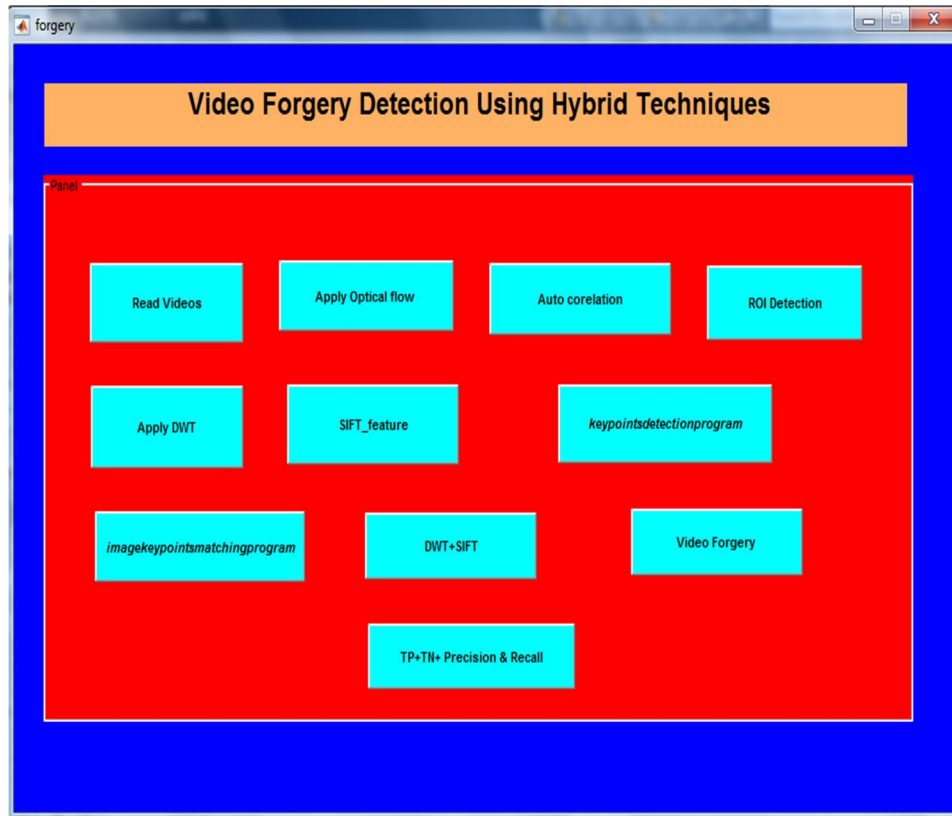 forgery
Video Forgery Detection Using Hybrid Techniques
Panel
Read Videos
Apply Optical flow
Auto corelation
ROI Detection
Apply DWT
SIFT_feature
keypointsdetectionprogram
imagekeypointsmatchingprogram
DWT+SIFT
Video Forgery
TP+TN+ Precision & Recall